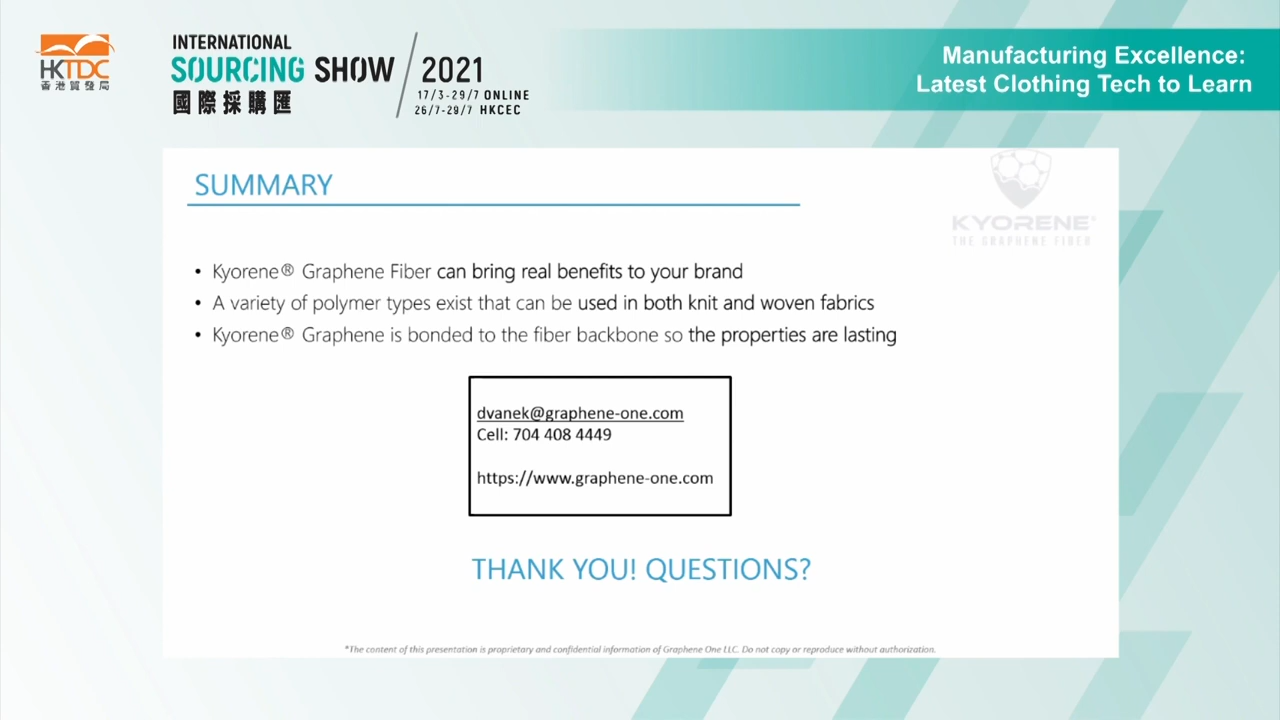 HKTDC
香港貿發局
INTERNATIONAL
SOURCING SHOW
國際採購匯
2021
17/3-29/7 ONLINE
26/7-29/7 HKCEC
Manufacturing Excellence:
Latest Clothing Tech to Learn
SUMMARY
KYORENE®
THE GRAPHENE FIBER
• Kyorene® Graphene Fiber can bring real benefits to your brand
• A variety of polymer types exist that can be used in both knit and woven fabrics
• Kyorene® Graphene is bonded to the fiber backbone so the properties are lasting
dvanek@graphene-one.com
Cell: 704 408 4449
https://www.graphene-one.com
THANK YOU! QUESTIONS?
*The content of this presentation is proprietary and confidential information of Graphene One LLC. Do not copy or reproduce without authorization.